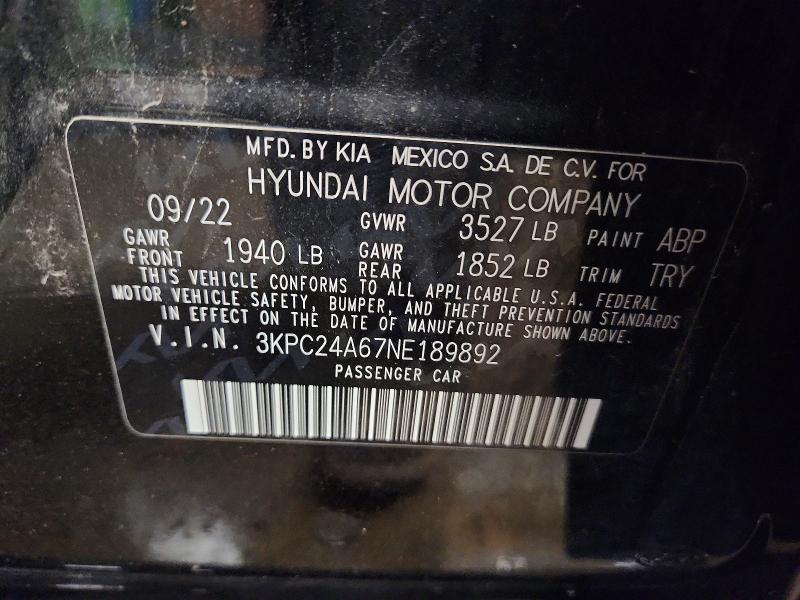 MFD. BY KIA MEXICO S.A. DE C.V. FOR
HYUNDAI MOTOR COMPANY
09/22 GVWR 3527 LB PAINT ABP
GAWR FRONT 1940 LB GAWR REAR 1852 LB TRIM TRY
THIS VEHICLE CONFORMS TO ALL APPLICABLE U.S.A. FEDERAL
MOTOR VEHICLE SAFETY, BUMPER, AND THEFT PREVENTION STANDARDS
IN EFFECT ON THE DATE OF MANUFACTURE SHOWN ABOVE.
V.I.N. 3KPC24A67NE189892
PASSENGER CAR